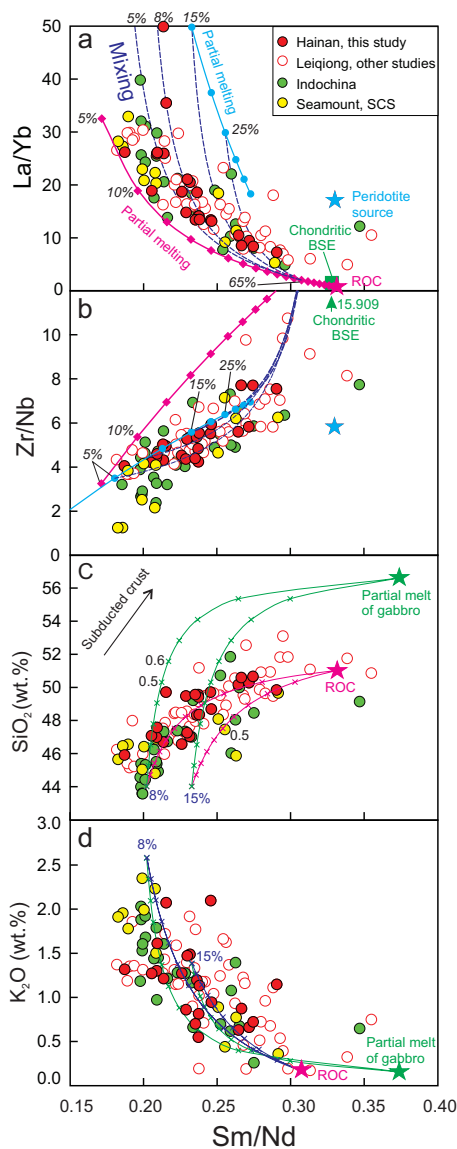 5%
8%
15%
50
a
Mixing
Partial melting
Hainan, this study
Leiqiong, other studies
Indochina
Seamount, SCS
40
La/Yb
30
5%
25%
20
10%
Partial melting
Peridotite
source
10
Chondritic
BSE
65%
ROC
0
b
15.909
Chondritic
BSE
10
Zr/Nb
8
25%
15%
6
10%
4
5%
2
0
c
56
Subducted crust
Partial melt
of gabbro
54
SiO2 (wt.%)
52
0.6
0.5
ROC
50
48
0.5
46
44
8%
15%
3.0
d
8%
2.5
K2O (wt.%)
2.0
1.5
15%
1.0
Partial melt
of gabbro
0.5
ROC
0.0
0.15
0.20
0.25
0.30
0.35
0.40
Sm/Nd